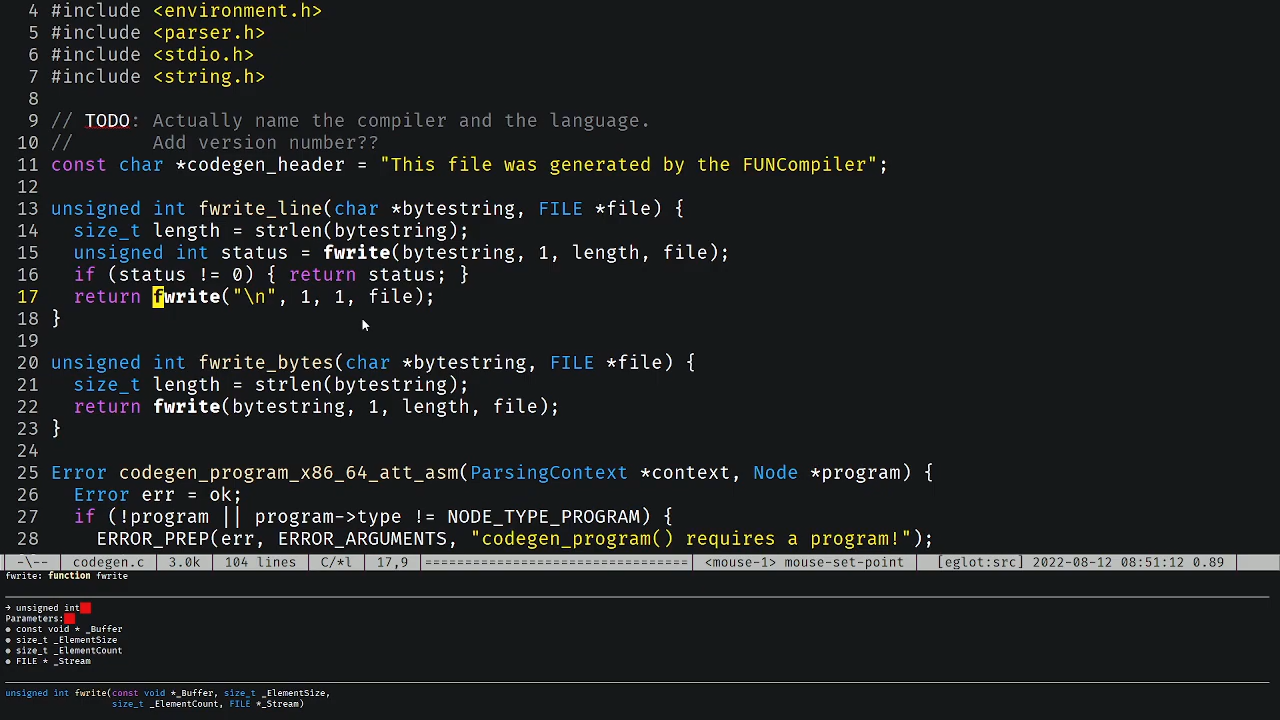 4 #include <environment.h>
5 #include <parser.h>
6 #include <stdio.h>
7 #include <string.h>
8
9 // TODO: Actually name the compiler and the language.
10 //       Add version number??
11 const char *codegen_header = "This file was generated by the FUNCompiler";
12
13 unsigned int fwrite_line(char *bytestring, FILE *file) {
14   size_t length = strlen(bytestring);
15   unsigned int status = fwrite(bytestring, 1, length, file);
16   if (status != 0) { return status; }
17   return fwrite("\n", 1, 1, file);
18 }
19
20 unsigned int fwrite_bytes(char *bytestring, FILE *file) {
21   size_t length = strlen(bytestring);
22   return fwrite(bytestring, 1, length, file);
23 }
24
25 Error codegen_program_x86_64_att_asm(ParsingContext *context, Node *program) {
26   Error err = ok;
27   if (!program || program->type != NODE_TYPE_PROGRAM) {
28     ERROR_PREP(err, ERROR_ARGUMENTS, "codegen_program() requires a program!");
-\-- codegen.c 3.0k 104 lines C/*l 17,9 =============================== <mouse-1> mouse-set-point [eglot:src] 2022-08-12 08:51:12 0.89
fwrite: function fwrite
→ unsigned int
Parameters:
● const void * _Buffer
● size_t _ElementSize
● size_t _ElementCount
● FILE * _Stream
unsigned int fwrite(const void *_Buffer, size_t _ElementSize,
                    size_t _ElementCount, FILE *_Stream)